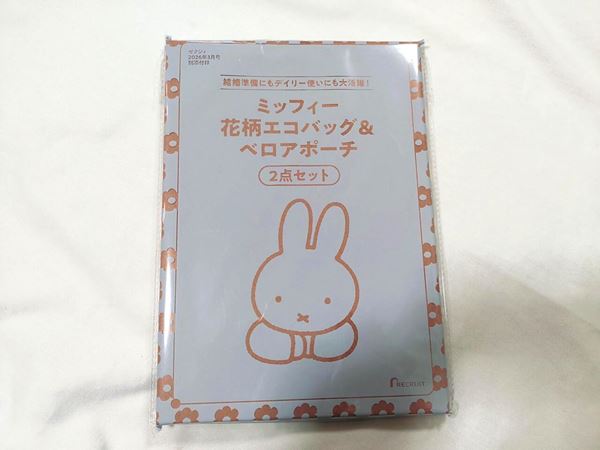 ゼクシィ
2026年3月号
別添付録
結婚準備にもデイリー使いにも大活躍！
ミッフィー
花柄エコバッグ&
ベロアポーチ
2点セット
RECRUIT